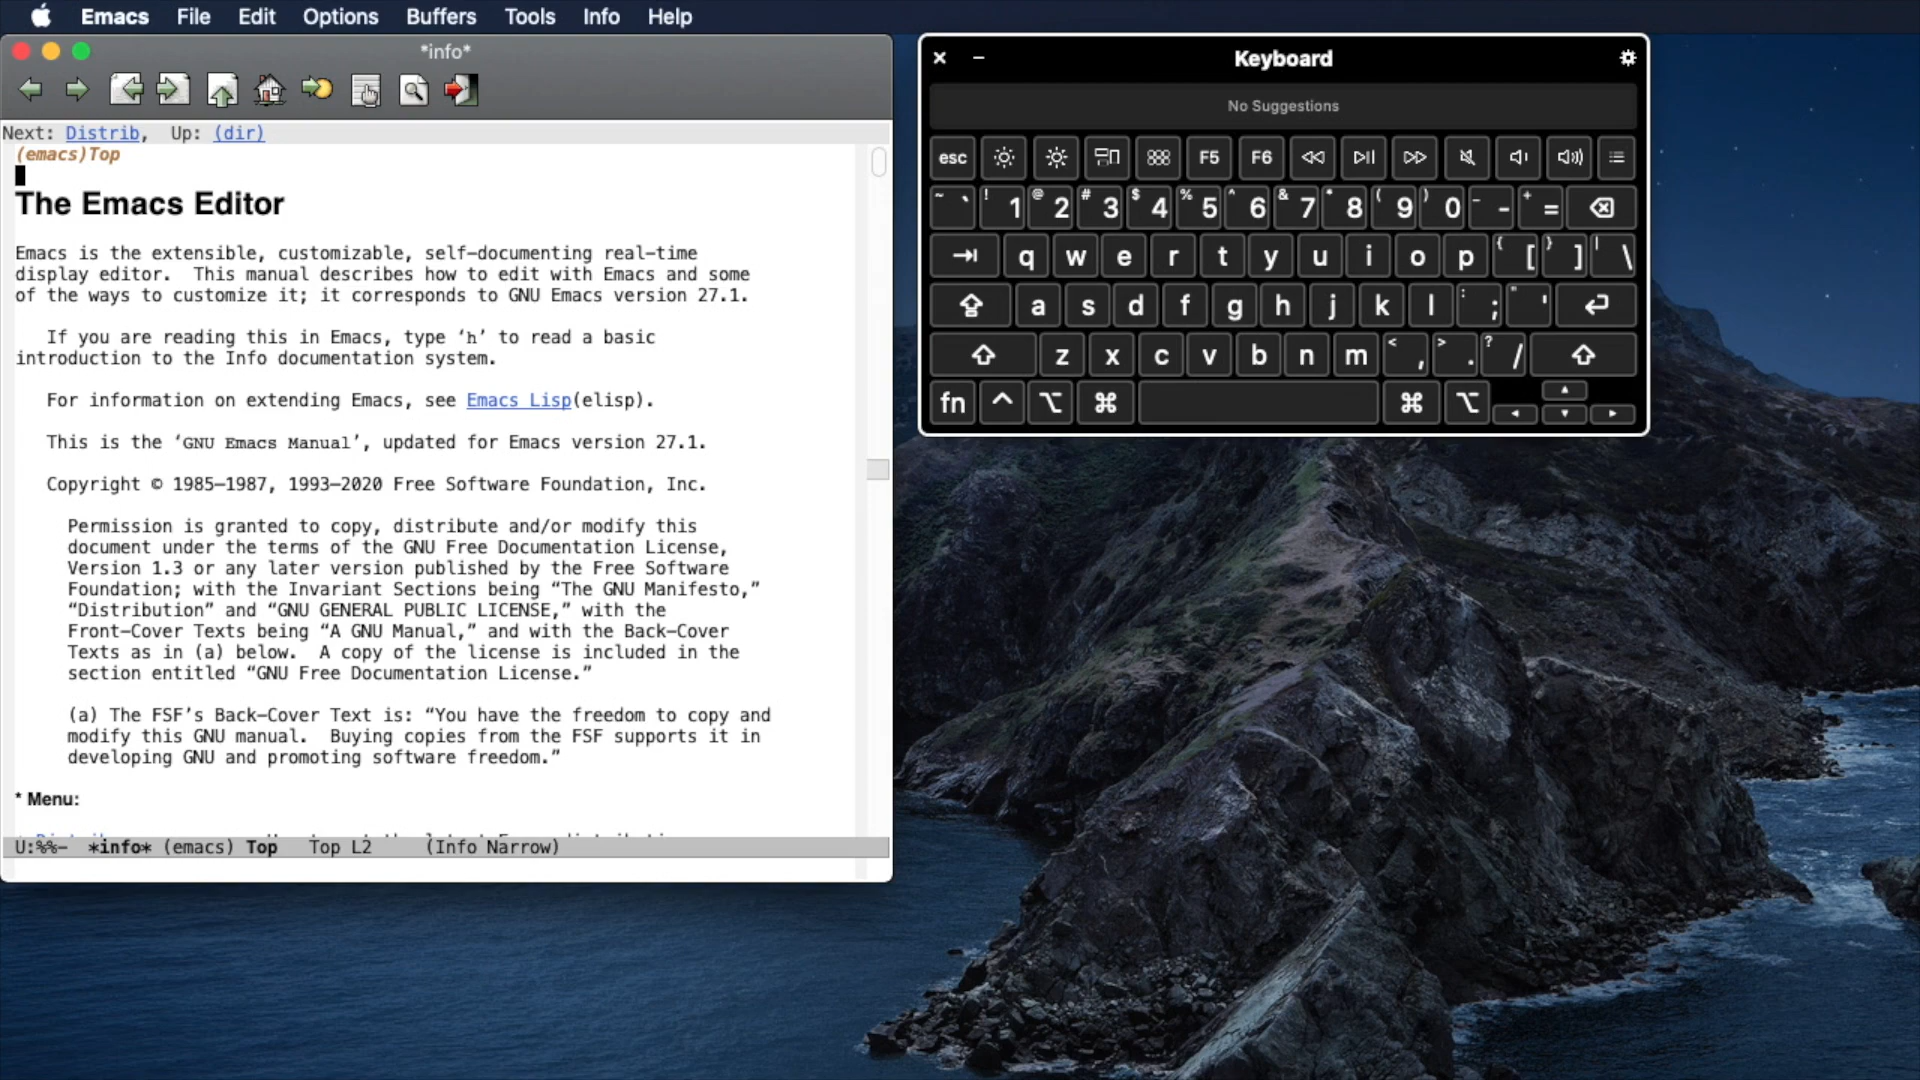 Emacs File Edit Options Buffers Tools Info Help
*info*
Next: Distrib, Up: (dir)
(emacs)Top
The Emacs Editor
Emacs is the extensible, customizable, self-documenting real-time
display editor. This manual describes how to edit with Emacs and some
of the ways to customize it; it corresponds to GNU Emacs version 27.1.
If you are reading this in Emacs, type ‘h’ to read a basic
introduction to the Info documentation system.
For information on extending Emacs, see Emacs Lisp(elisp).
This is the ‘GNU Emacs Manual’, updated for Emacs version 27.1.
Copyright © 1985–1987, 1993–2020 Free Software Foundation, Inc.
Permission is granted to copy, distribute and/or modify this
document under the terms of the GNU Free Documentation License,
Version 1.3 or any later version published by the Free Software
Foundation; with the Invariant Sections being “The GNU Manifesto,”
“Distribution” and “GNU GENERAL PUBLIC LICENSE,” with the
Front-Cover Texts being “A GNU Manual,” and with the Back-Cover
Texts as in (a) below. A copy of the license is included in the
section entitled “GNU Free Documentation License.”
(a) The FSF’s Back-Cover Text is: “You have the freedom to copy and
modify this GNU manual. Buying copies from the FSF supports it in
developing GNU and promoting software freedom.”
* Menu:
U:%%- *info* (emacs) Top Top L2 (Info Narrow)
Keyboard
No Suggestions
esc F5 F6
~ ` ! 1 @ 2 # 3 $ 4 % 5 ^ 6 & 7 * 8 ( 9 ) 0 _ - + =
q w e r t y u i o p { [ } ] | \
a s d f g h j k l : ; " '
z x c v b n m < , > . ? /
fn ^ ⌥ ⌘ ⌘ ⌥